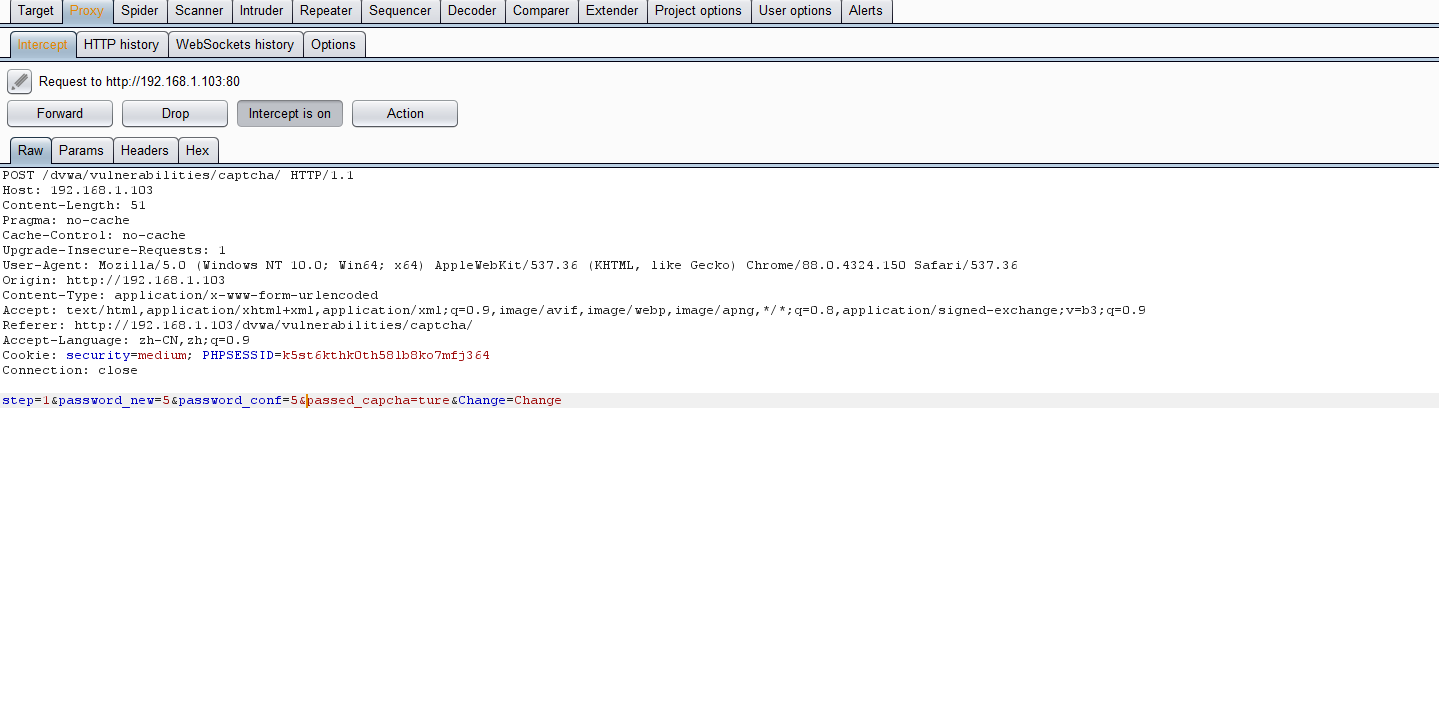 Target Proxy Spider Scanner Intruder Repeater Sequencer Decoder Comparer Extender Project options User options Alerts
Intercept HTTP history WebSockets history Options
Request to http://192.168.1.103:80
Forward Drop Intercept is on Action
Raw Params Headers Hex
POST /dvwa/vulnerabilities/captcha/ HTTP/1.1
Host: 192.168.1.103
Content-Length: 51
Pragma: no-cache
Cache-Control: no-cache
Upgrade-Insecure-Requests: 1
User-Agent: Mozilla/5.0 (Windows NT 10.0; Win64; x64) AppleWebKit/537.36 (KHTML, like Gecko) Chrome/88.0.4324.150 Safari/537.36
Origin: http://192.168.1.103
Content-Type: application/x-www-form-urlencoded
Accept: text/html,application/xhtml+xml,application/xml;q=0.9,image/avif,image/webp,image/apng,*/*;q=0.8,application/signed-exchange;v=b3;q=0.9
Referer: http://192.168.1.103/dvwa/vulnerabilities/captcha/
Accept-Language: zh-CN,zh;q=0.9
Cookie: security=medium; PHPSESSID=k5st6kthk0th58lb8ko7mfj364
Connection: close
step=1&password_new=5&password_conf=5&passed_capcha=ture&Change=Change